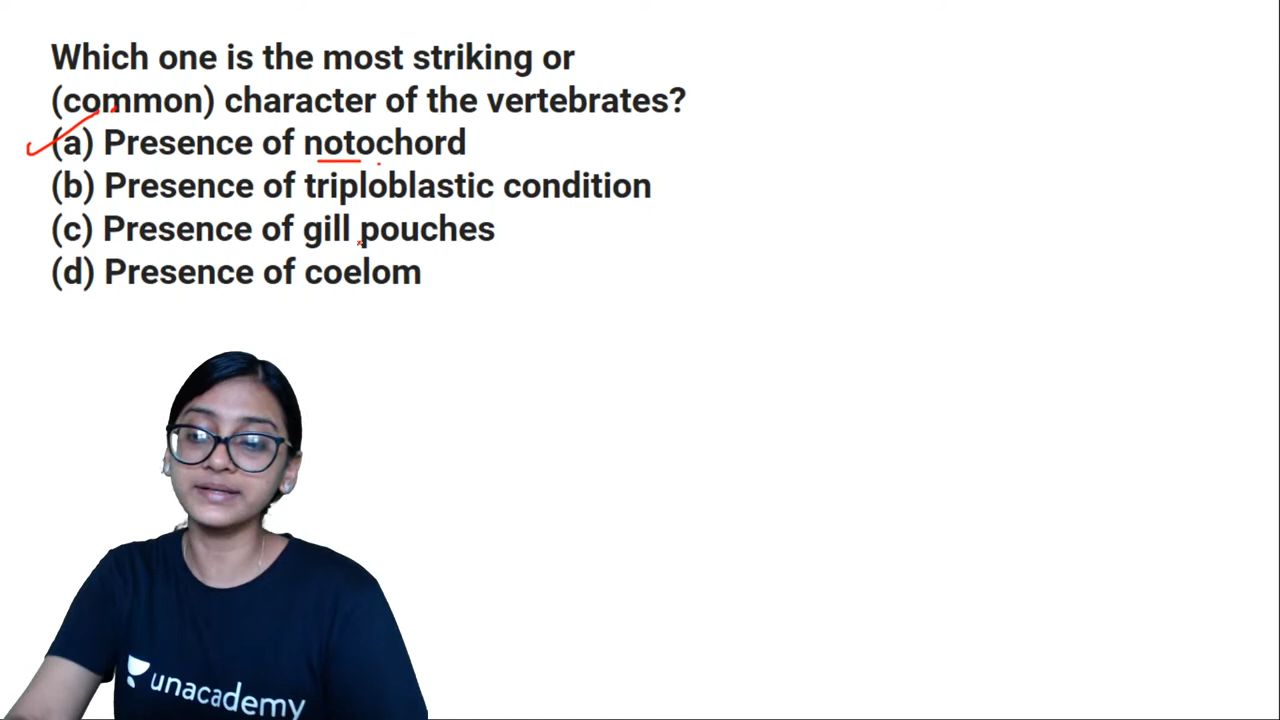 Which one is the most striking or
(common) character of the vertebrates?
(a) Presence of notochord
(b) Presence of triploblastic condition
(c) Presence of gill pouches
(d) Presence of coelom
unacademy